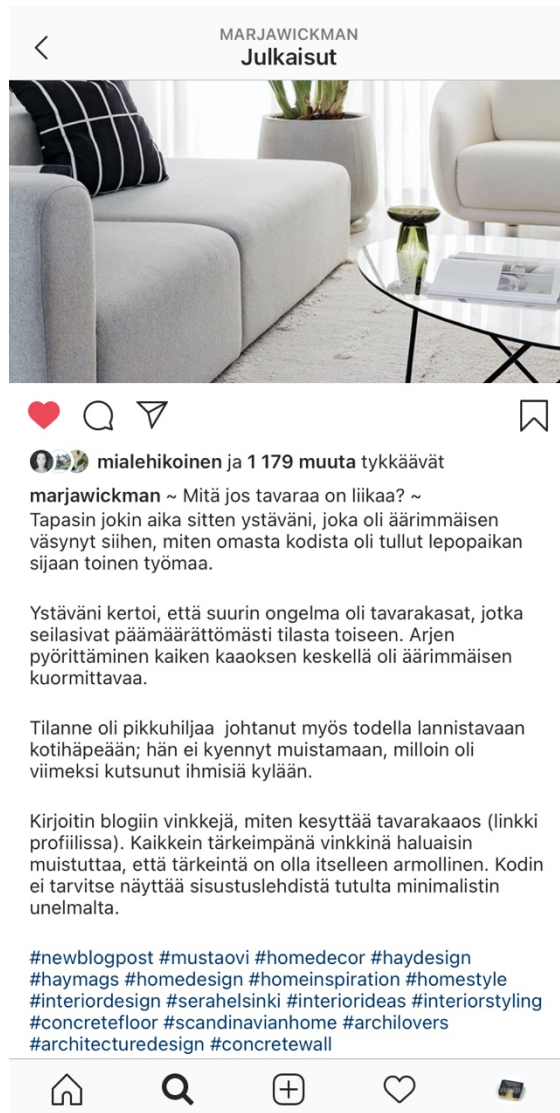 MARJAWICKMAN
Julkaisut
mialehikoinen ja 1 179 muuta tykkäävät
marjawickman ~ Mitä jos tavaraa on liikaa? ~
Tapasin jokin aika sitten ystäväni, joka oli äärimmäisen
väsynyt siihen, miten omasta kodista oli tullut lepopaikan
sijaan toinen työmaa.
Ystäväni kertoi, että suurin ongelma oli tavarakasat, jotka
seilasivat päämäärättömästi tilasta toiseen. Arjen
pyörittäminen kaiken kaaoksen keskellä oli äärimmäisen
kuormittavaa.
Tilanne oli pikkuhiljaa  johtanut myös todella lannistavaan
kotihäpeään; hän ei kyennyt muistamaan, milloin oli
viimeksi kutsunut ihmisiä kylään.
Kirjoitin blogiin vinkkejä, miten kesyttää tavarakaaos (linkki
profiilissa). Kaikkein tärkeimpänä vinkkinä haluaisin
muistuttaa, että tärkeintä on olla itselleen armollinen. Kodin
ei tarvitse näyttää sisustuslehdistä tutulta minimalistin
unelmalta.
#newblogpost #mustaovi #homedecor #haydesign
#haymags #homedesign #homeinspiration #homestyle
#interiordesign #serahelsinki #interiorideas #interiorstyling
#concretefloor #scandinavianhome #archilovers
#architecturedesign #concretewall